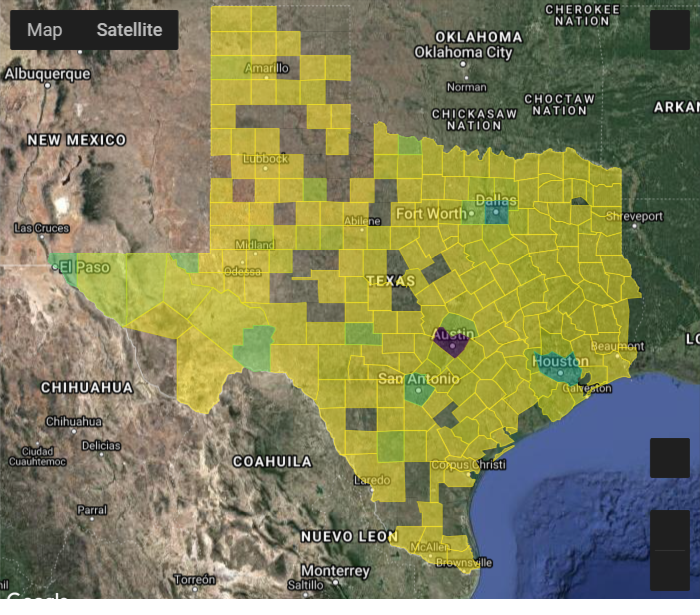 Map Satellite
CHEROKEE
NATION
OKLAHOMA
Oklahoma City
Albuquerque
Amarillo
Norman
CHOCTAW
NATION
ARKAN
CHICKASAW
NATION
NEW MEXICO
Lubbock
Dallas
Fort Worth
Shreveport
Abilene
Las Cruces
Midland
Odessa
El Paso
TEXAS
Austin
Beaumont
LO
Houston
San Antonio
Galveston
CHIHUAHUA
Chihuahua
Delicias
Ciudad
Cuauhtemoc
COAHUILA
Corpus Christi
Laredo
Parral
NUEVO LEON
McAllen
Brownsville
Monterrey
Saltillo
Torreón
Google